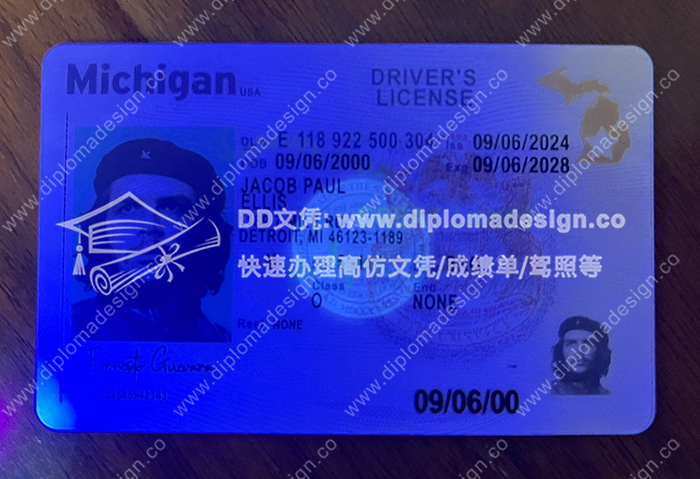 Michigan USA
DRIVER'S
LICENSE
DL E 118 922 500 304
Iss 09/06/2024
DOB 09/06/2000
Exp 09/06/2028
JACOB PAUL
ELLIS
DD文凭: www.diplomadesign.co
DETROIT, MI 46123-1189
快速办理高仿文凭/成绩单/驾照等
Class
O
End
NONE
NONE
09/06/00
www.diplomadesign.co